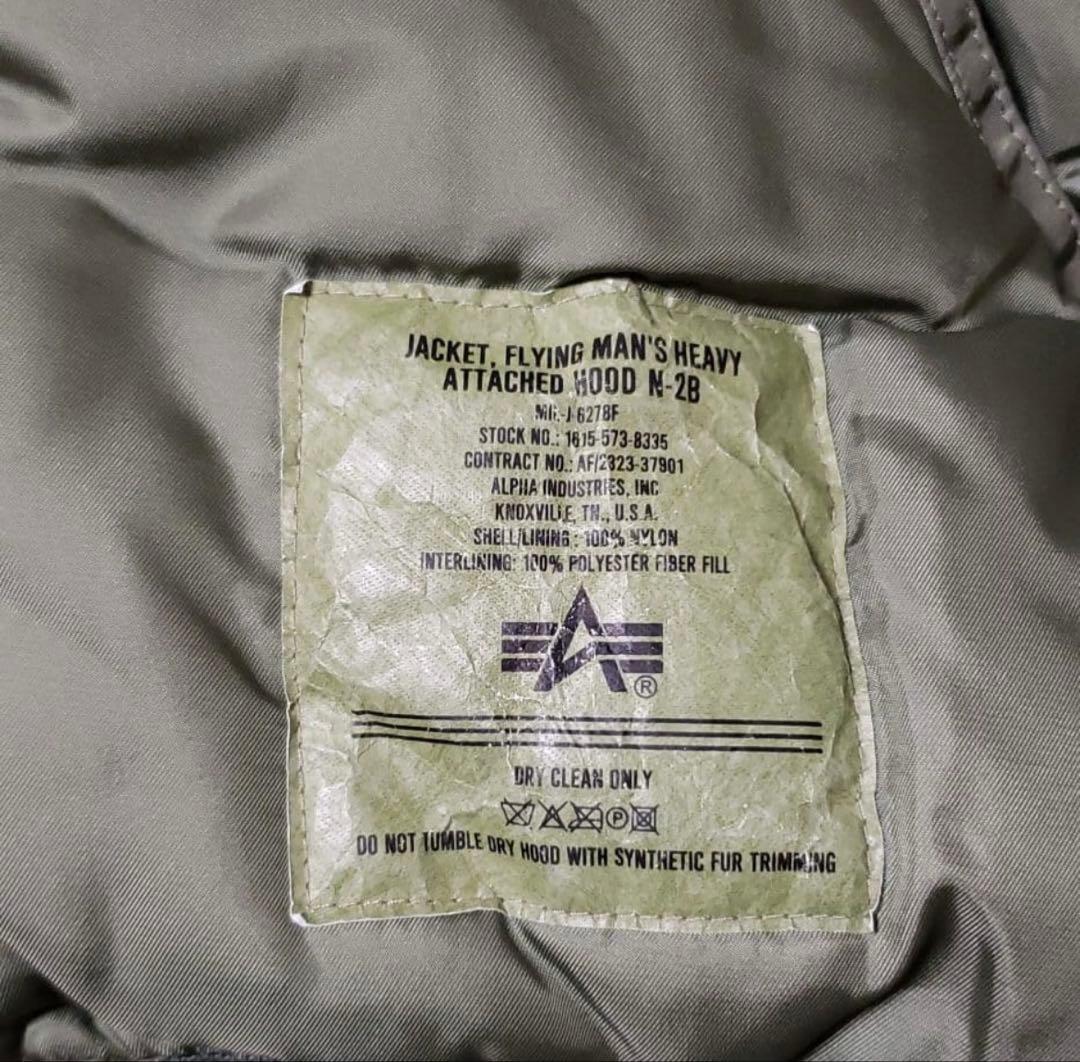 JACKET, FLYING MAN'S HEAVY
ATTACHED HOOD N-2B
MIL-J-6278F
STOCK NO.: 1615-573-8335
CONTRACT NO.: AF/2323-37901
ALPHA INDUSTRIES, INC
KNOXVILLE, TN., U.S.A.
SHELL/LINING : 100% NYLON
INTERLINING: 100% POLYESTER FIBER FILL
®
DRY CLEAN ONLY
P
DO NOT TUMBLE DRY HOOD WITH SYNTHETIC FUR TRIMMING